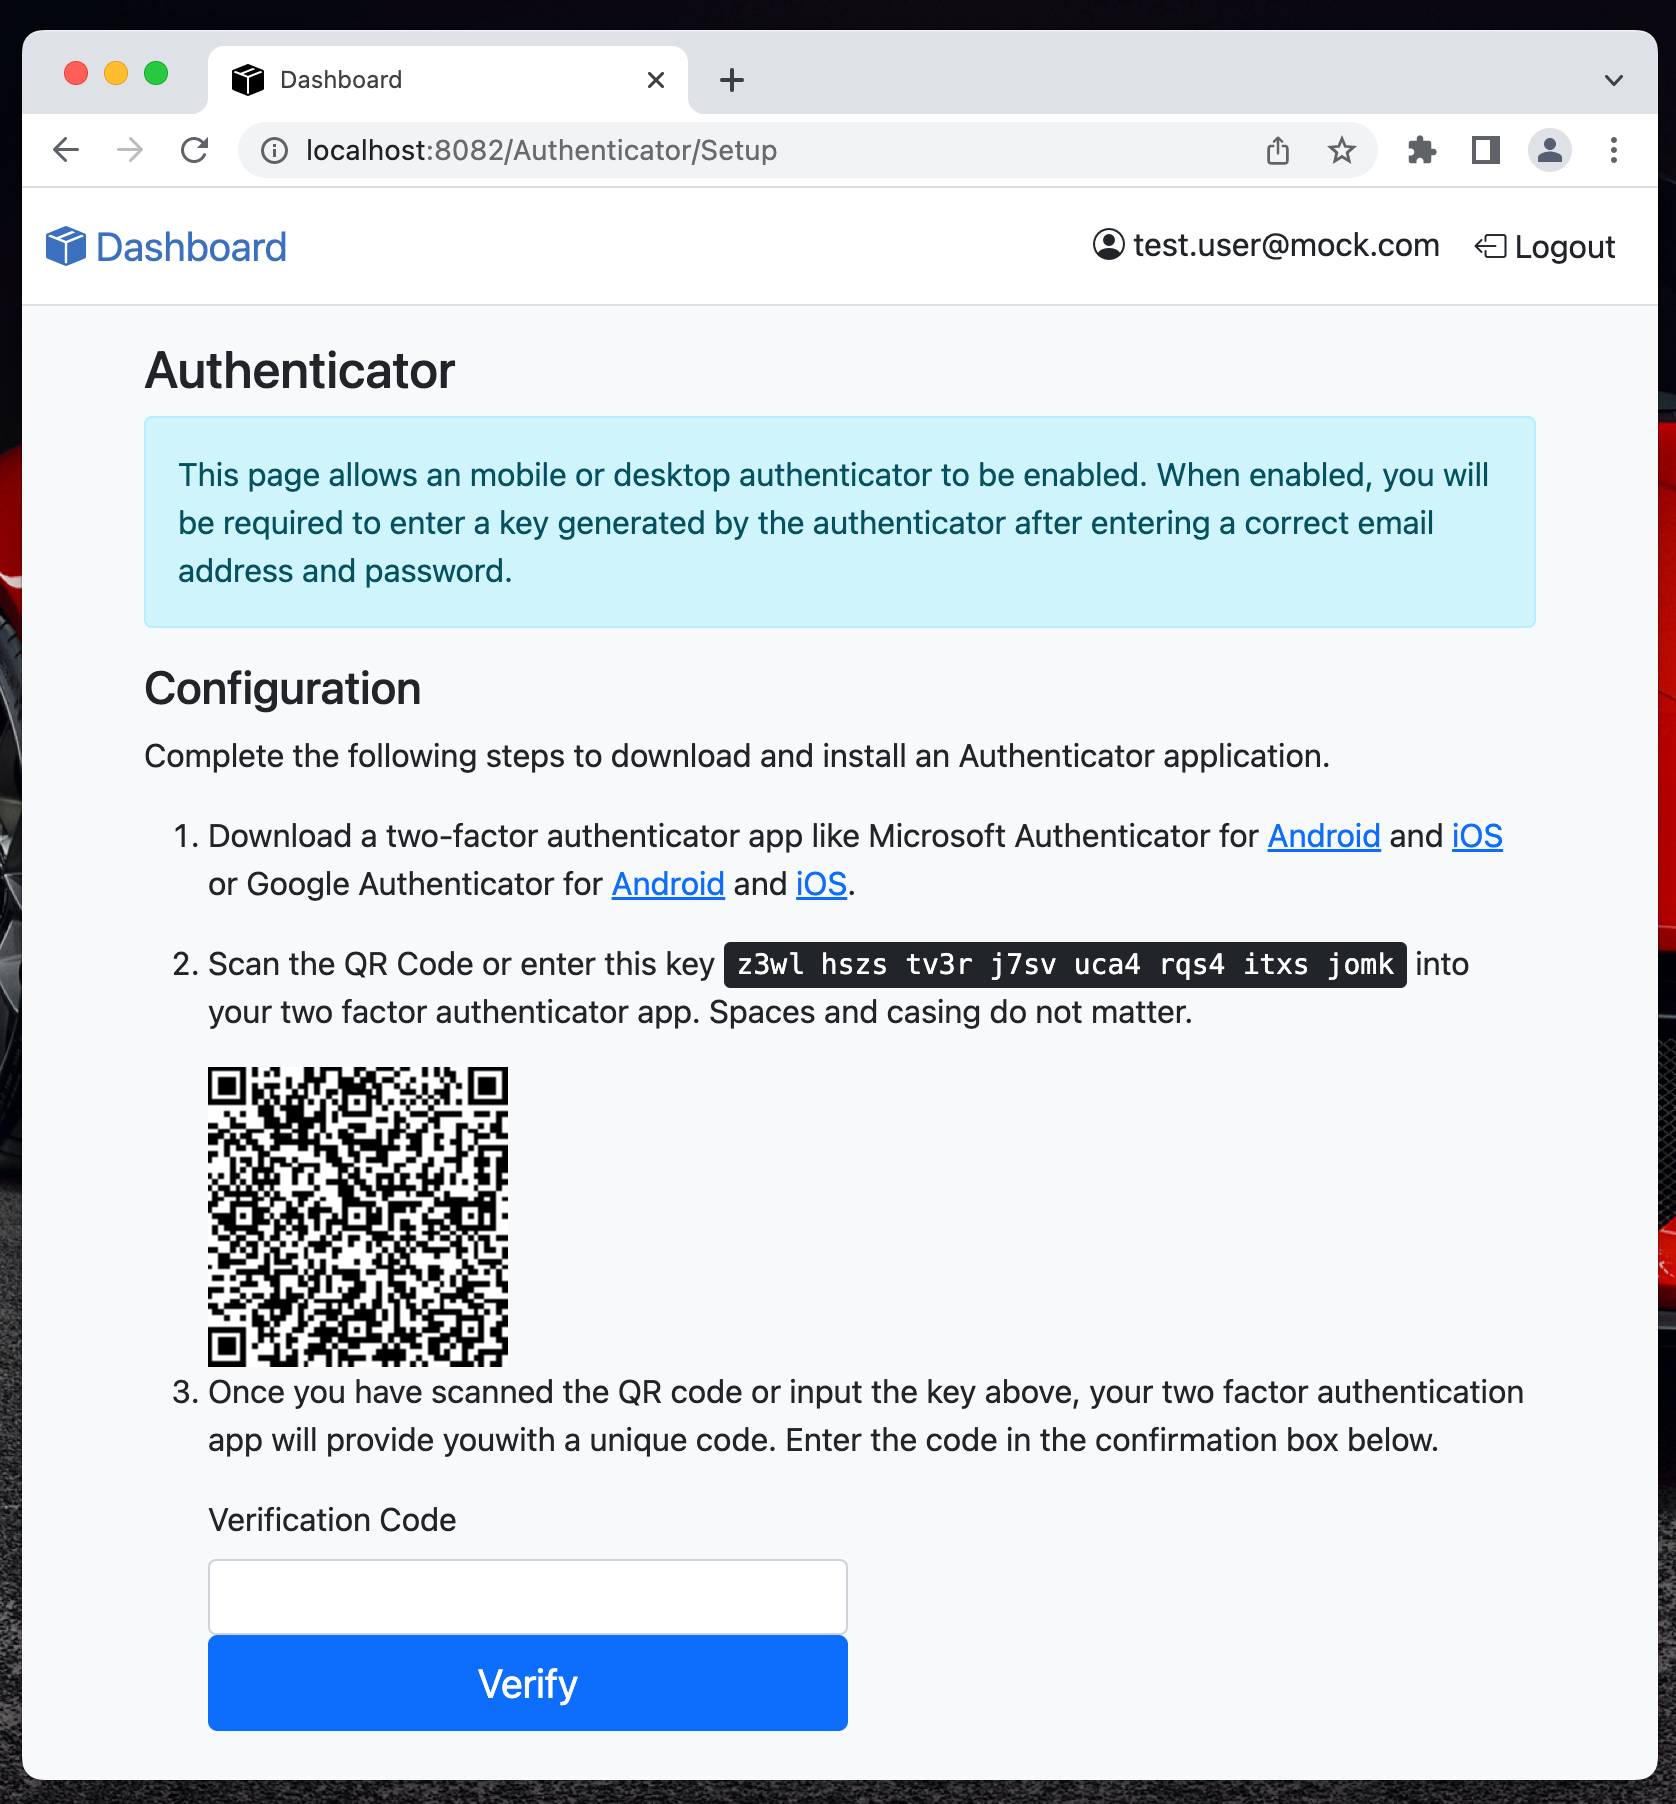 Dashboard
localhost:8082/Authenticator/Setup
Dashboard
test.user@mock.com
Logout
Authenticator
This page allows an mobile or desktop authenticator to be enabled. When enabled, you will
be required to enter a key generated by the authenticator after entering a correct email
address and password.
Configuration
Complete the following steps to download and install an Authenticator application.
1. Download a two-factor authenticator app like Microsoft Authenticator for Android and iOS
or Google Authenticator for Android and iOS.
2. Scan the QR Code or enter this key z3wl hszs tv3r j7sv uca4 rqs4 itxs jomk into
your two factor authenticator app. Spaces and casing do not matter.
3. Once you have scanned the QR code or input the key above, your two factor authentication
app will provide youwith a unique code. Enter the code in the confirmation box below.
Verification Code
Verify